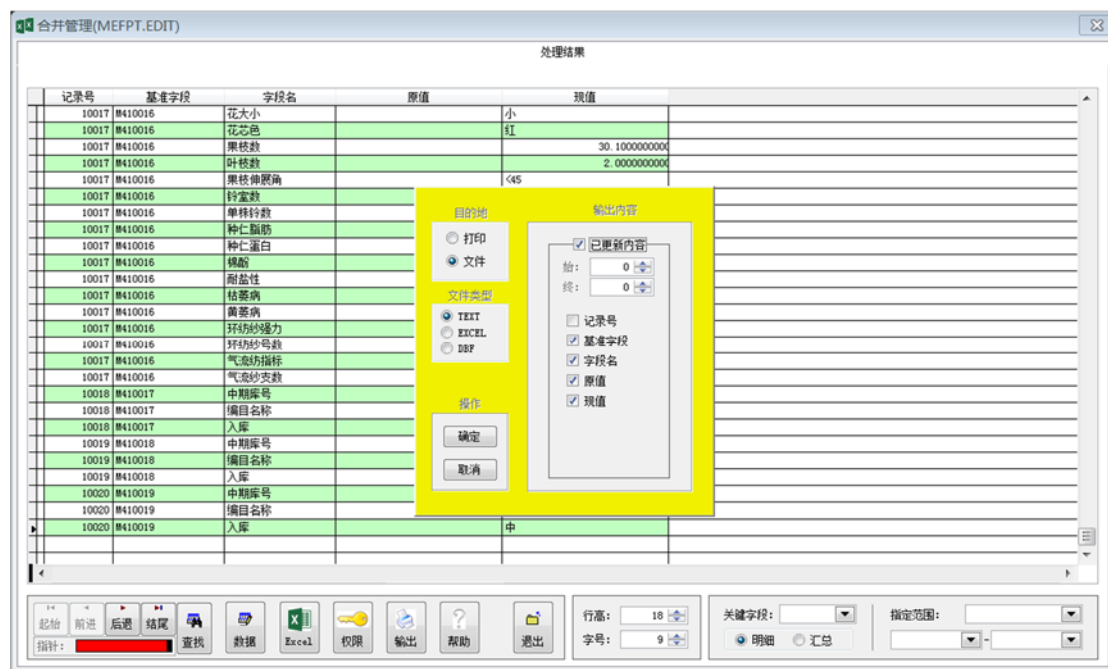 合并管理(MEFPT.EDIT)
处理结果
记录号 基准字段 字段名 原值 现值
10017 M410016 花大小 小
10017 M410016 花芯色 红
10017 M410016 果枝数 30.1000000000
10017 M410016 叶枝数 2.0000000000
10017 M410016 果枝伸展角 <45
10017 M410016 铃室数
10017 M410016 单株铃数
10017 M410016 种仁脂肪
10017 M410016 种仁蛋白
10017 M410016 棉酚
10017 M410016 耐盐性
10017 M410016 枯萎病
10017 M410016 黄萎病
10017 M410016 环纺纱强力
10017 M410016 环纺纱号数
10017 M410016 气流纺指标
10017 M410016 气流纱支数
10018 M410017 中期库号
10018 M410017 编目名称
10018 M410017 入库
10019 M410018 中期库号
10019 M410018 编目名称
10019 M410018 入库
10020 M410019 中期库号
10020 M410019 编目名称
10020 M410019 入库 中
目的地
打印
文件
文件类型
TEXT
EXCEL
DBF
操作
确定
取消
输出内容
已更新内容
始: 0
终: 0
记录号
基准字段
字段名
原值
现值
起始 前进 后退 结尾 查找 数据 Excel 权限 输出 帮助 退出
指针:
行高: 18
字号: 9
关键字段:
明细 汇总
指定范围:
-